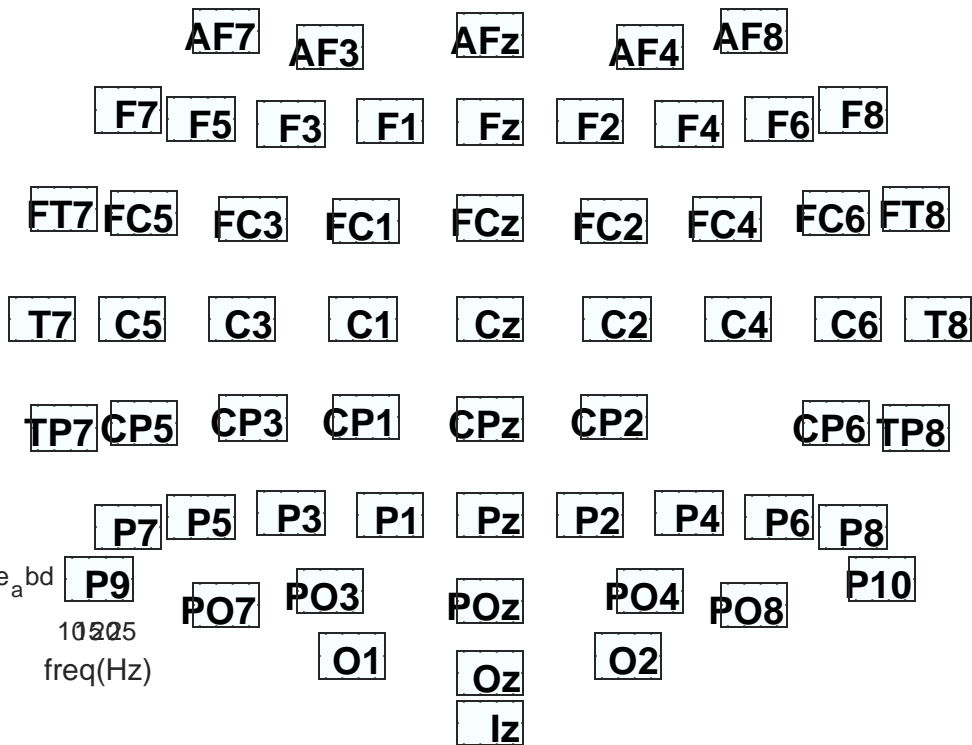 AF7 AF3 AFz AF4 AF8
F7 F5 F3 F1 Fz F2 F4 F6 F8
FT7 FC5 FC3 FC1 FCz FC2 FC4 FC6 FT8
T7 C5 C3 C1 Cz C2 C4 C6 T8
TP7 CP5 CP3 CP1 CPz CP2 CP6 TP8
P7 P5 P3 P1 Pz P2 P4 P6 P8
e_abd P9 P10
PO7 PO3 POz PO4 PO8
O1 Oz O2
freq(Hz)
Iz